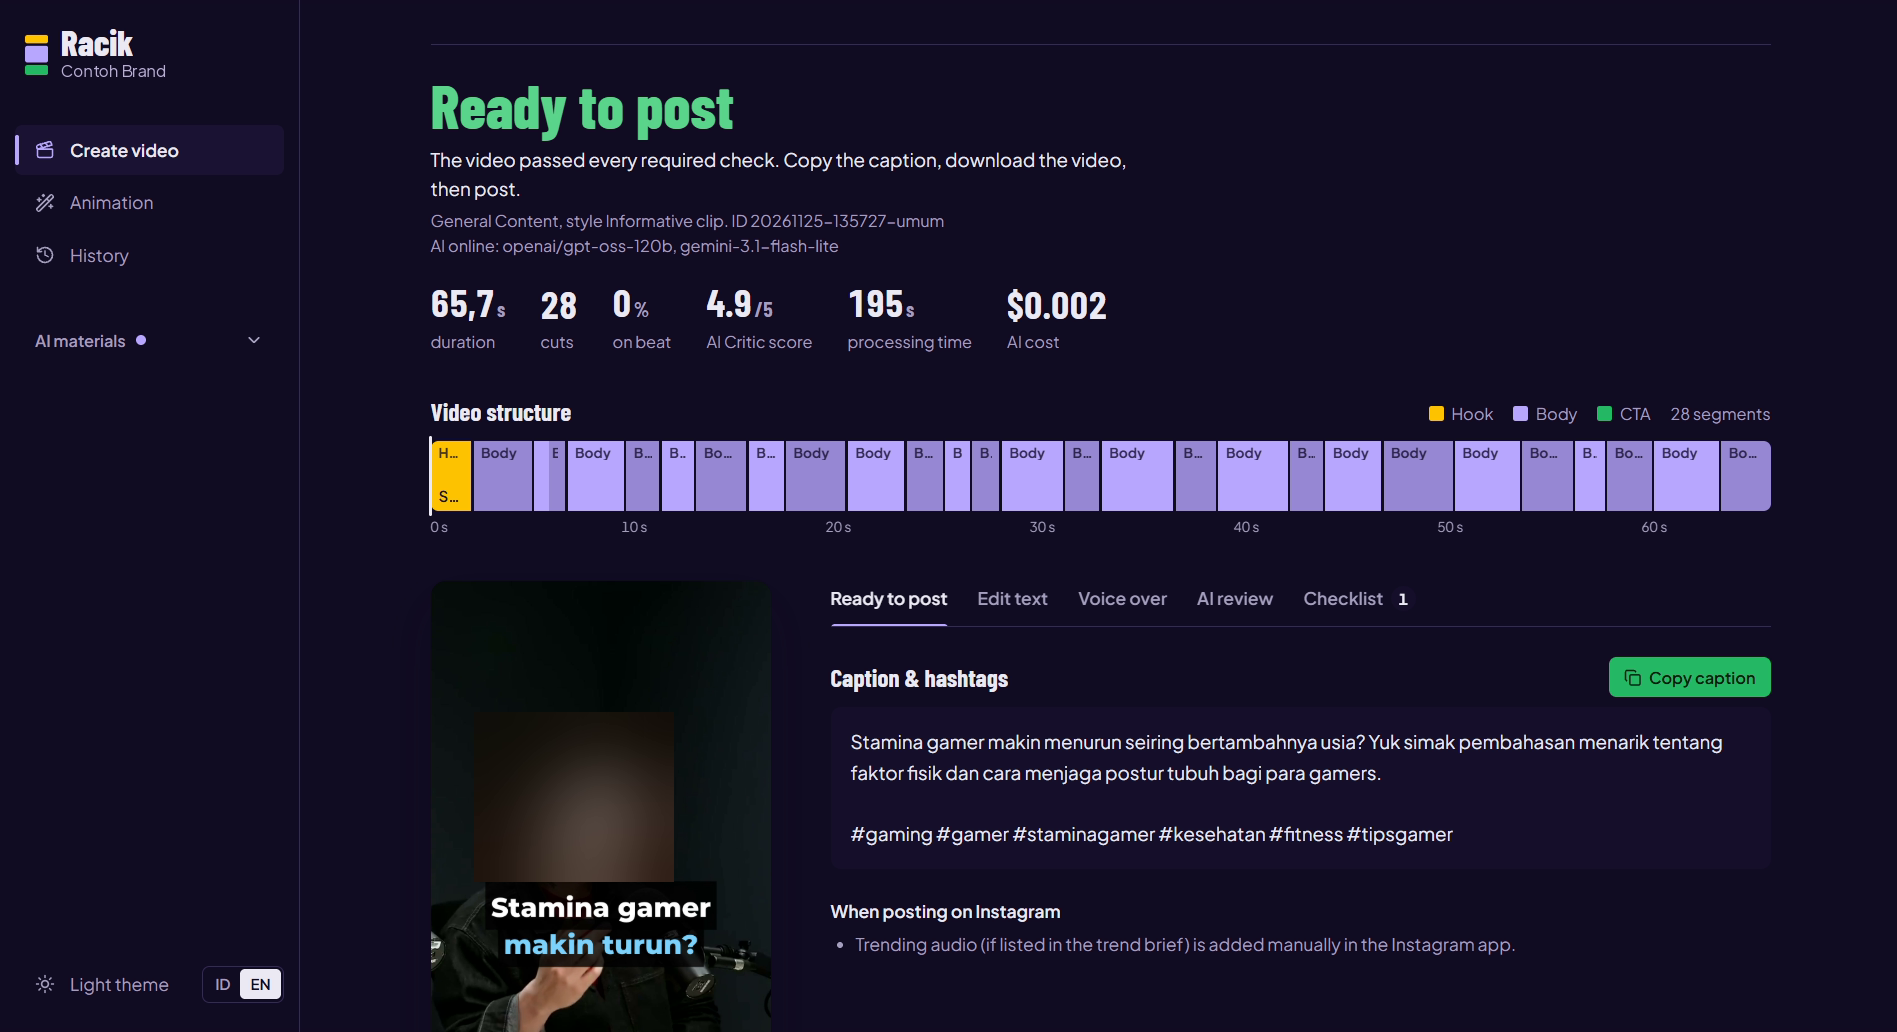 Racik
Contoh Brand
Create video
Animation
History
AI materials
Light theme
ID EN
Ready to post
The video passed every required check. Copy the caption, download the video,
then post.
General Content, style Informative clip. ID 20261125-135727-umum
AI online: openai/gpt-oss-120b, gemini-3.1-flash-lite
65,7 s 28 0 % 4.9 /5 195 s $0.002
duration cuts on beat AI Critic score processing time AI cost
Video structure
Hook Body CTA 28 segments
H... Body E Body B... B.. Bo... B... Body Body B... B B. Body B... Body B... Body B... Body Body Body Bo... B.. Bo... Body Bo...
S...
0 s 10 s 20 s 30 s 40 s 50 s 60 s
Stamina gamer
makin turun?
Ready to post Edit text Voice over AI review Checklist 1
Caption & hashtags
Copy caption
Stamina gamer makin menurun seiring bertambahnya usia? Yuk simak pembahasan menarik tentang
faktor fisik dan cara menjaga postur tubuh bagi para gamers.
#gaming #gamer #staminagamer #kesehatan #fitness #tipsgamer
When posting on Instagram
• Trending audio (if listed in the trend brief) is added manually in the Instagram app.